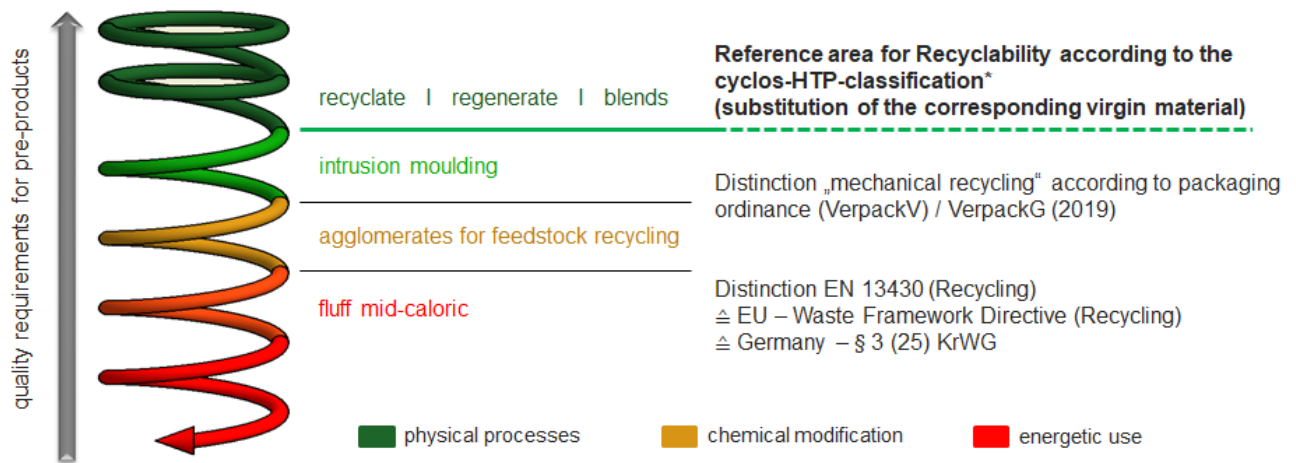 quality requirements for pre-products
Reference area for Recyclability according to the
cyclos-HTP-classification*
(substitution of the corresponding virgin material)
recyclate I regenerate I blends
intrusion moulding
Distinction „mechanical recycling“ according to packaging
ordinance (VerpackV) / VerpackG (2019)
agglomerates for feedstock recycling
Distinction EN 13430 (Recycling)
fluff mid-caloric
≙ EU – Waste Framework Directive (Recycling)
≙ Germany – § 3 (25) KrWG
physical processes
chemical modification
energetic use